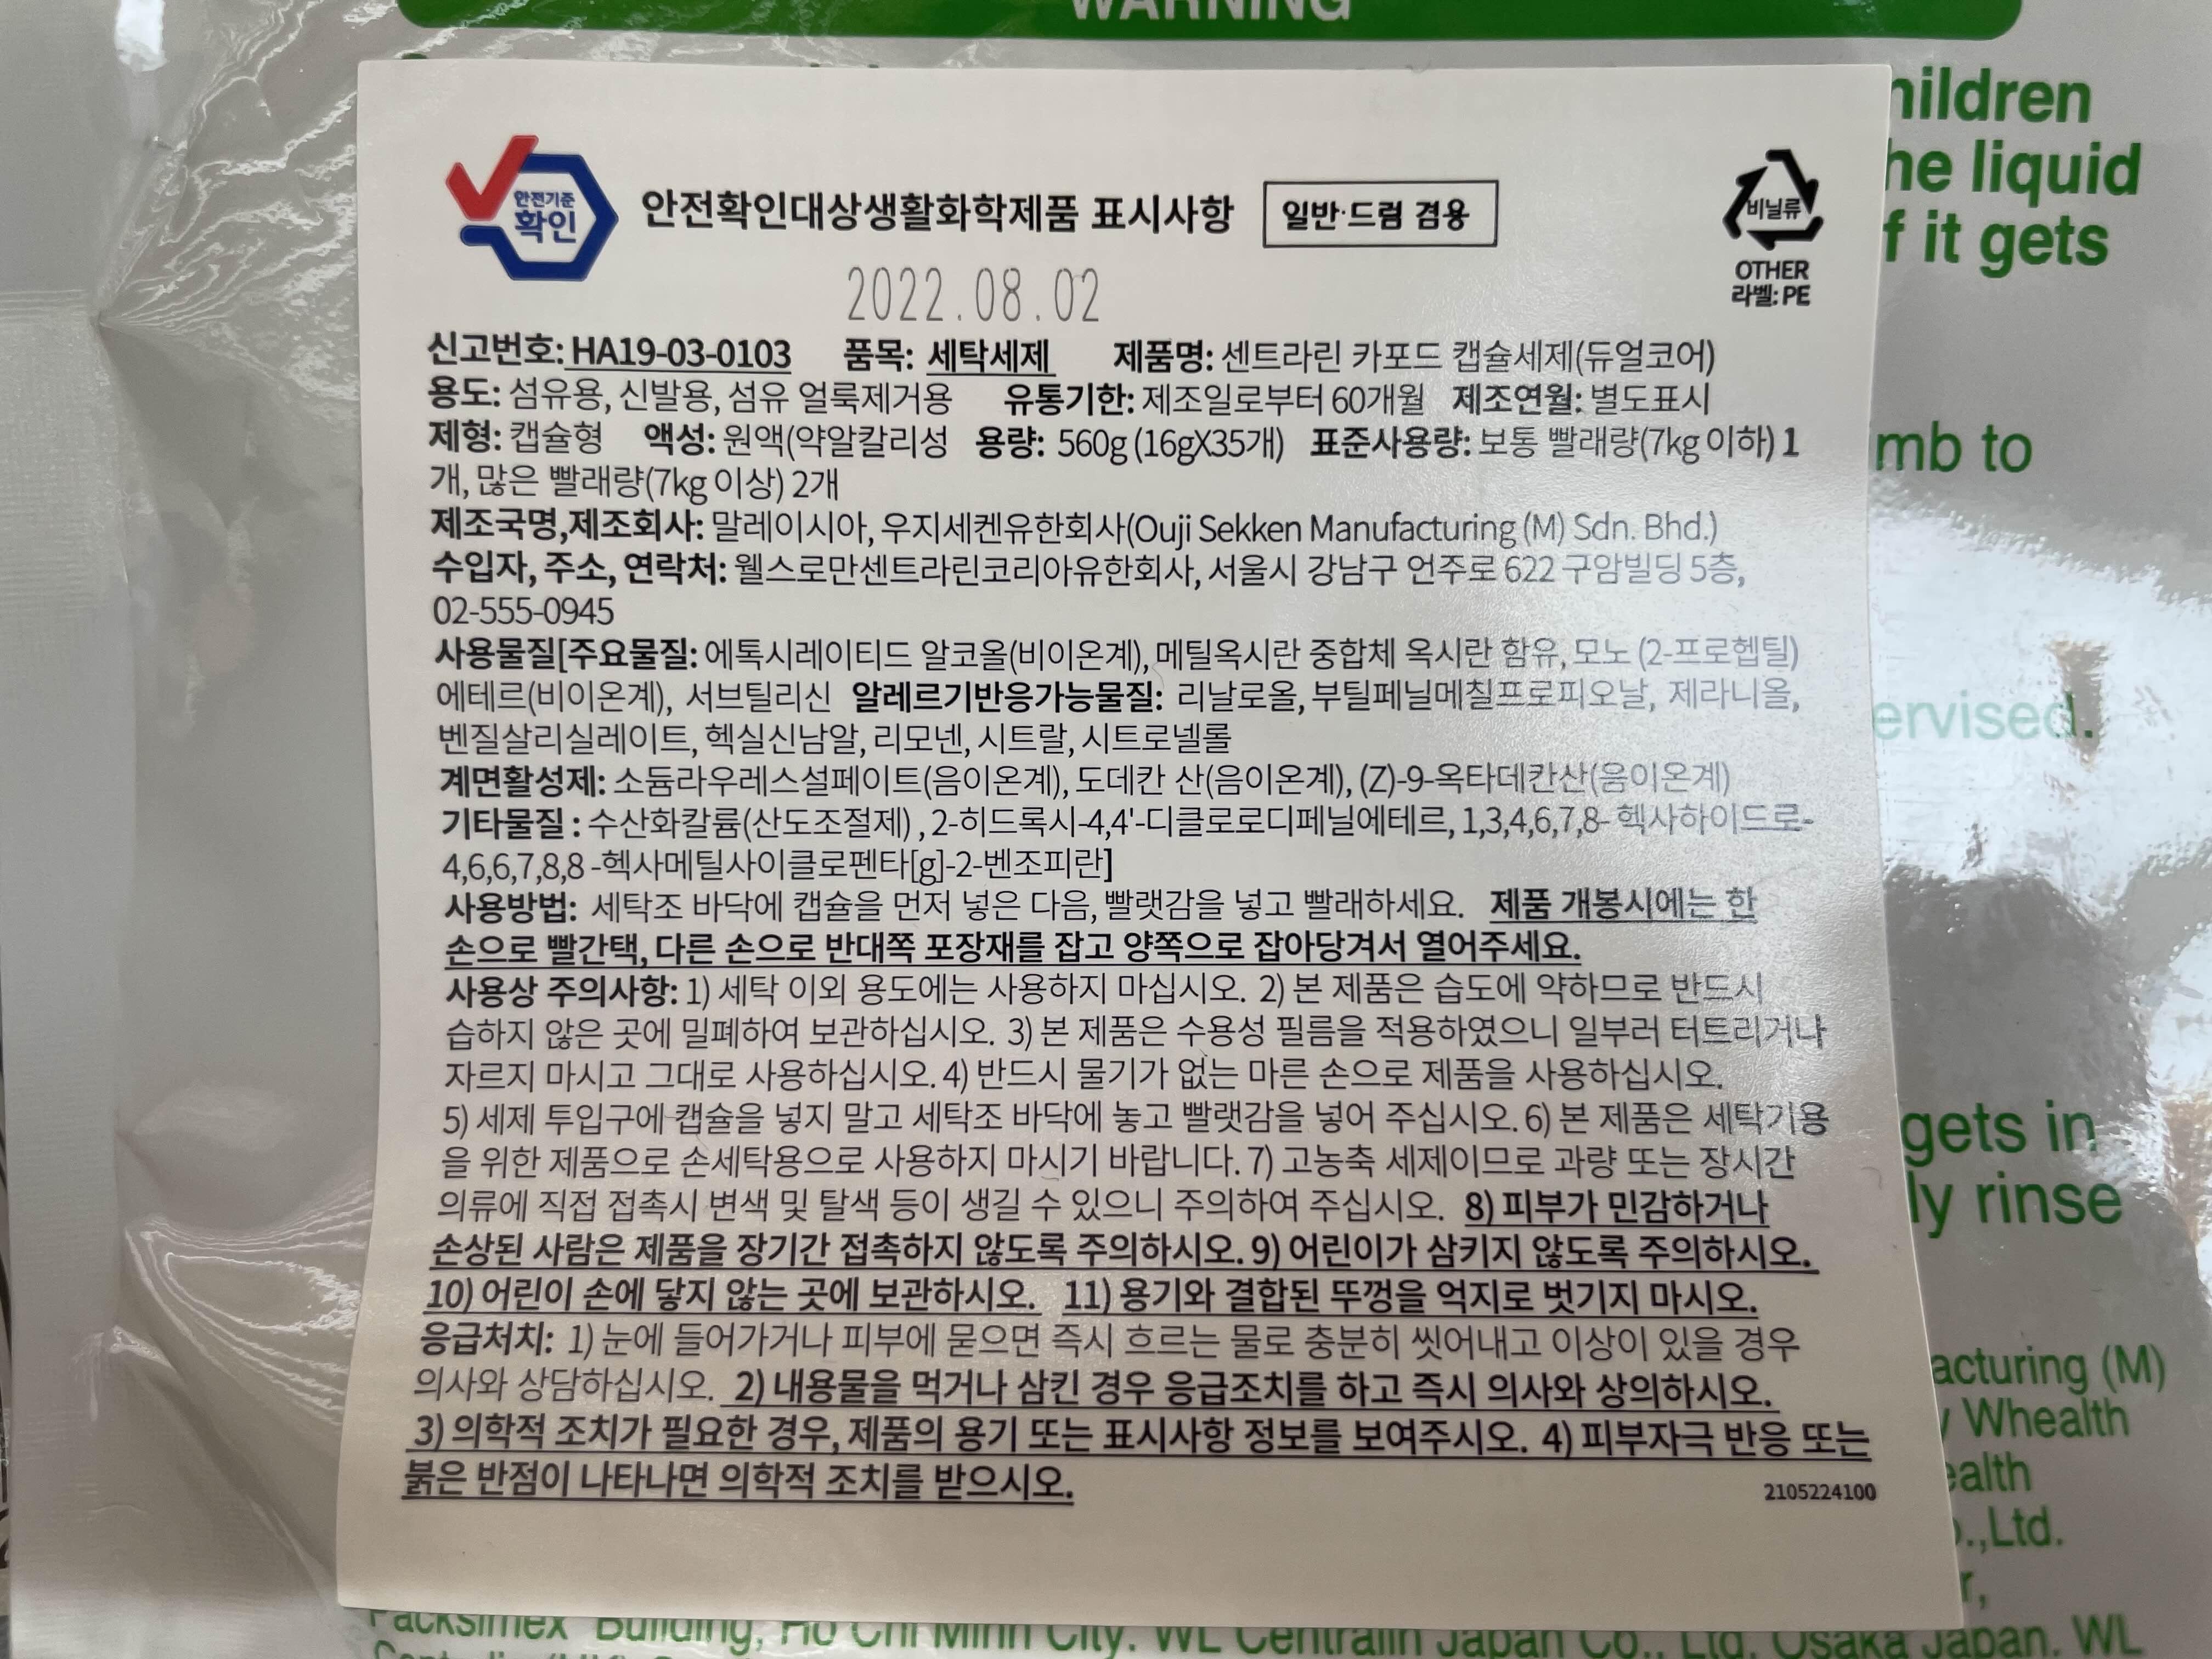 WARNING
안전기준
확인
안전확인대상생활화학제품 표시사항
일반·드럼 겸용
비닐류
OTHER
라벨: PE
2022.08.02
신고번호: HA19-03-0103 품목: 세탁세제 제품명: 센트라린 카포드 캡슐세제(듀얼코어)
용도: 섬유용, 신발용, 섬유 얼룩제거용 유통기한: 제조일로부터 60개월 제조연월: 별도표시
제형: 캡슐형 액성: 원액(약알칼리성 용량: 560g (16gX35개) 표준사용량: 보통 빨래량(7kg 이하) 1
개, 많은 빨래량(7kg 이상) 2개
제조국명,제조회사: 말레이시아, 우지세켄유한회사(Ouji Sekken Manufacturing (M) Sdn. Bhd.)
수입자, 주소, 연락처: 웰스로만센트라린코리아유한회사, 서울시 강남구 언주로 622 구암빌딩 5층,
02-555-0945
사용물질[주요물질: 에톡시레이티드 알코올(비이온계), 메틸옥시란 중합체 옥시란 함유, 모노 (2-프로헵틸)
에테르(비이온계), 서브틸리신 알레르기반응가능물질: 리날로올, 부틸페닐메칠프로피오날, 제라니올,
벤질살리실레이트, 헥실신남알, 리모넨, 시트랄, 시트로넬롤
계면활성제: 소듐라우레스설페이트(음이온계), 도데칸 산(음이온계), (Z)-9-옥타데칸산(음이온계)
기타물질 : 수산화칼륨(산도조절제) , 2-히드록시-4,4'-디클로로디페닐에테르, 1,3,4,6,7,8- 헥사하이드로-
4,6,6,7,8,8 -헥사메틸사이클로펜타[g]-2-벤조피란]
사용방법: 세탁조 바닥에 캡슐을 먼저 넣은 다음, 빨랫감을 넣고 빨래하세요. 제품 개봉시에는 한
손으로 빨간택, 다른 손으로 반대쪽 포장재를 잡고 양쪽으로 잡아당겨서 열어주세요.
사용상 주의사항: 1) 세탁 이외 용도에는 사용하지 마십시오. 2) 본 제품은 습도에 약하므로 반드시
습하지 않은 곳에 밀폐하여 보관하십시오. 3) 본 제품은 수용성 필름을 적용하였으니 일부러 터트리거나
자르지 마시고 그대로 사용하십시오. 4) 반드시 물기가 없는 마른 손으로 제품을 사용하십시오.
5) 세제 투입구에 캡슐을 넣지 말고 세탁조 바닥에 놓고 빨랫감을 넣어 주십시오. 6) 본 제품은 세탁기용
을 위한 제품으로 손세탁용으로 사용하지 마시기 바랍니다. 7) 고농축 세제이므로 과량 또는 장시간
의류에 직접 접촉시 변색 및 탈색 등이 생길 수 있으니 주의하여 주십시오. 8) 피부가 민감하거나
손상된 사람은 제품을 장기간 접촉하지 않도록 주의하시오. 9) 어린이가 삼키지 않도록 주의하시오.
10) 어린이 손에 닿지 않는 곳에 보관하시오. 11) 용기와 결합된 뚜껑을 억지로 벗기지 마시오.
응급처치: 1) 눈에 들어가거나 피부에 묻으면 즉시 흐르는 물로 충분히 씻어내고 이상이 있을 경우
의사와 상담하십시오. 2) 내용물을 먹거나 삼킨 경우 응급조치를 하고 즉시 의사와 상의하시오.
3) 의학적 조치가 필요한 경우, 제품의 용기 또는 표시사항 정보를 보여주시오. 4) 피부자극 반응 또는
붉은 반점이 나타나면 의학적 조치를 받으시오.
2105224100
hildren
he liquid
f it gets
mb to
ervised.
gets in
ly rinse
acturing (M)
y Whealth
ealth
.,Ltd.
r,
Packsimex Building, Ho Chi Minh City. WL Centralin Japan Co., Ltd. Osaka Japan. WL